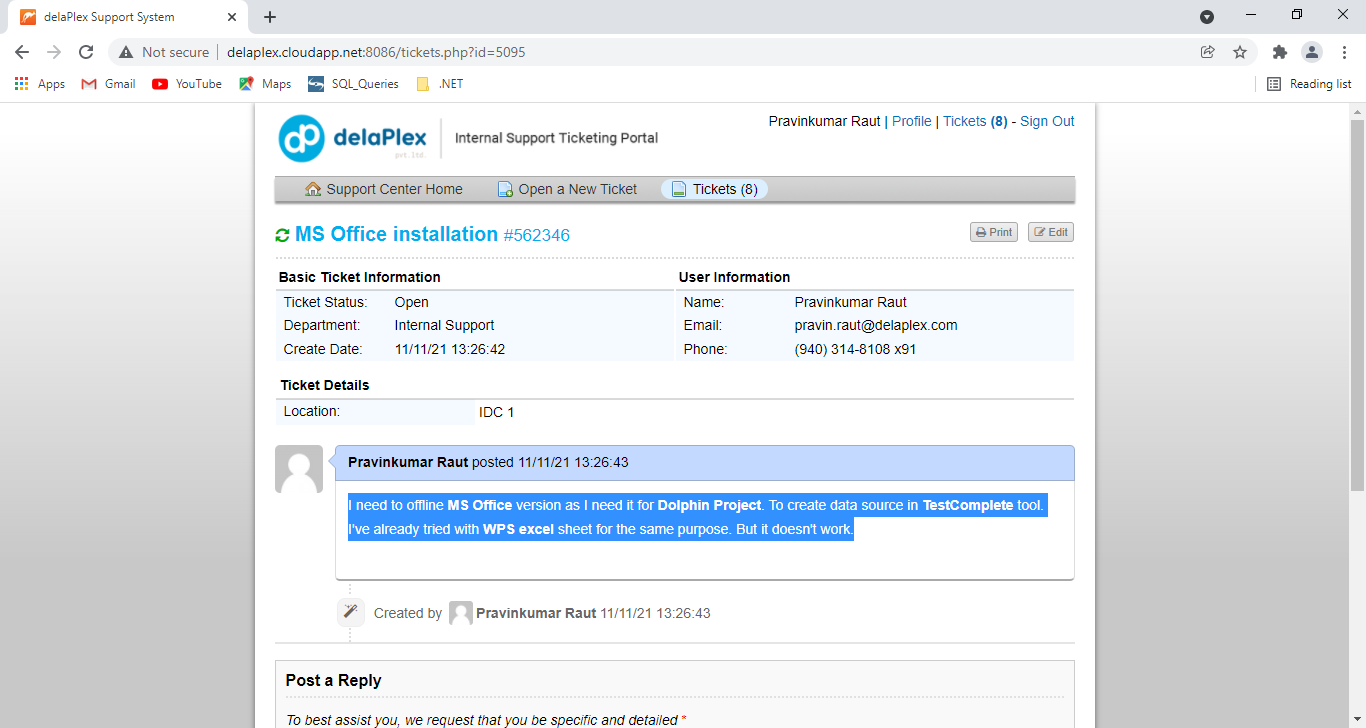 delaPlex Support System
Not secure delaplex.cloudapp.net:8086/tickets.php?id=5095
Apps Gmail YouTube Maps SQL_Queries .NET Reading list
delaPlex
pvt.ltd.
Internal Support Ticketing Portal
Pravinkumar Raut | Profile | Tickets (8) - Sign Out
Support Center Home Open a New Ticket Tickets (8)
MS Office installation #562346
Print Edit
Basic Ticket Information
Ticket Status: Open
Department: Internal Support
Create Date: 11/11/21 13:26:42
User Information
Name: Pravinkumar Raut
Email: pravin.raut@delaplex.com
Phone: (940) 314-8108 x91
Ticket Details
Location: IDC 1
Pravinkumar Raut posted 11/11/21 13:26:43
I need to offline MS Office version as I need it for Dolphin Project. To create data source in TestComplete tool.
I've already tried with WPS excel sheet for the same purpose. But it doesn't work.
Created by Pravinkumar Raut 11/11/21 13:26:43
Post a Reply
To best assist you, we request that you be specific and detailed *